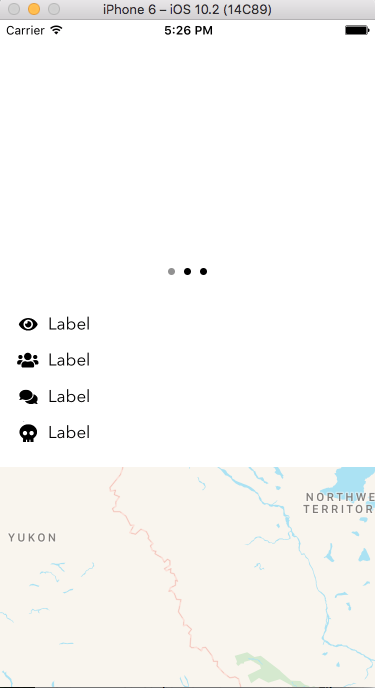 iPhone 6 – iOS 10.2 (14C89)
Carrier 5:26 PM
Label
Label
Label
Label
NORTHWE
TERRITOR
YUKON